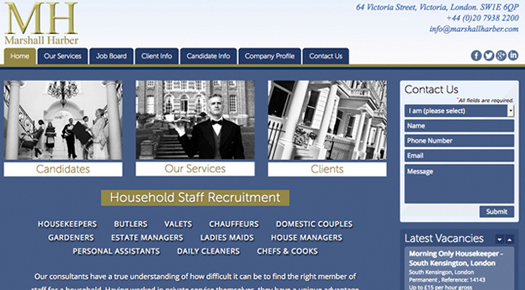 MH
Marshall Harber
64 Victoria Street, Victoria, London. SW1E 6QP
+44 (0)20 7938 2200
info@marshallharber.com
Home
Our Services
Job Board
Client Info
Candidate Info
Company Profile
Contact Us
Candidates
Our Services
Clients
Household Staff Recruitment
HOUSEKEEPERS BUTLERS VALETS CHAUFFEURS DOMESTIC COUPLES
GARDENERS ESTATE MANAGERS LADIES MAIDS HOUSE MANAGERS
PERSONAL ASSISTANTS DAILY CLEANERS CHEFS & COOKS
Our consultants have a true understanding of how difficult it can be to find the right member of
staff for a household. Having worked in private service themselves, they have a unique advantage
Contact Us
*All fields are required.
I am (please select)
Name
Phone Number
Email
Message
Submit
Latest Vacancies
Morning Only Housekeeper -
South Kensington, London
South Kensington, London
Permanent , Reference: 14143
Up to £15 per hour gross